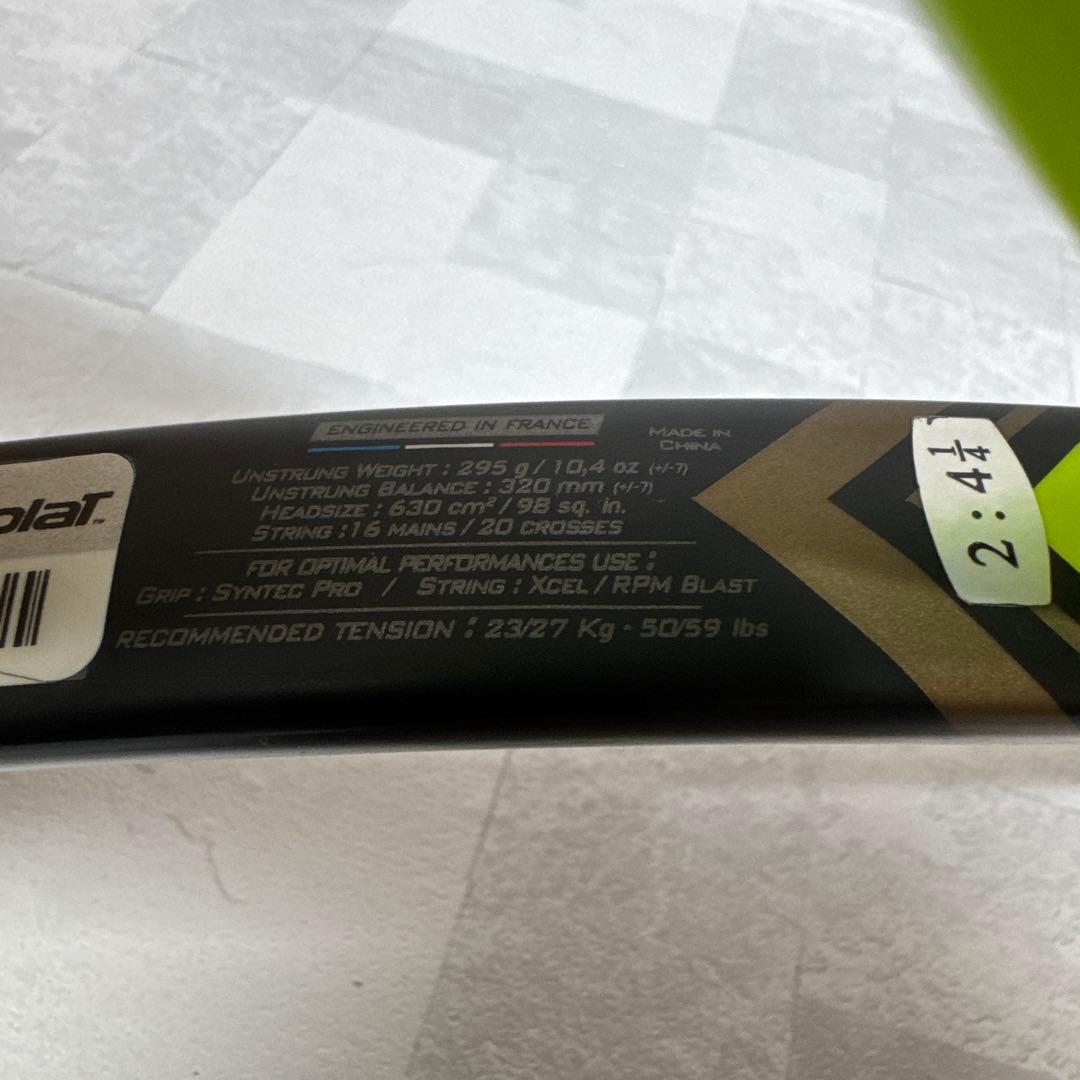 ENGINEERED IN FRANCE
MADE IN
CHINA
UNSTRUNG WEIGHT : 295 g / 10,4 oz (+/-7)
UNSTRUNG BALANCE : 320 mm (+/-7)
HEADSIZE : 630 cm² / 98 sq. in.
STRING :16 MAINS / 20 CROSSES
FOR OPTIMAL PERFORMANCES USE :
GRIP : SYNTEC PRO / STRING : XCEL / RPM BLAST
RECOMMENDED TENSION : 23/27 Kg - 50/59 lbs
olaT™
2 : 4 1/4